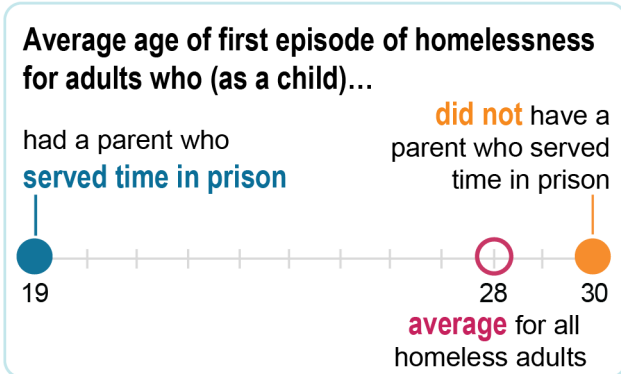 Average age of first episode of homelessness
for adults who (as a child)…
had a parent who
served time in prison
did not have a
parent who served
time in prison
19
28
30
average for all
homeless adults